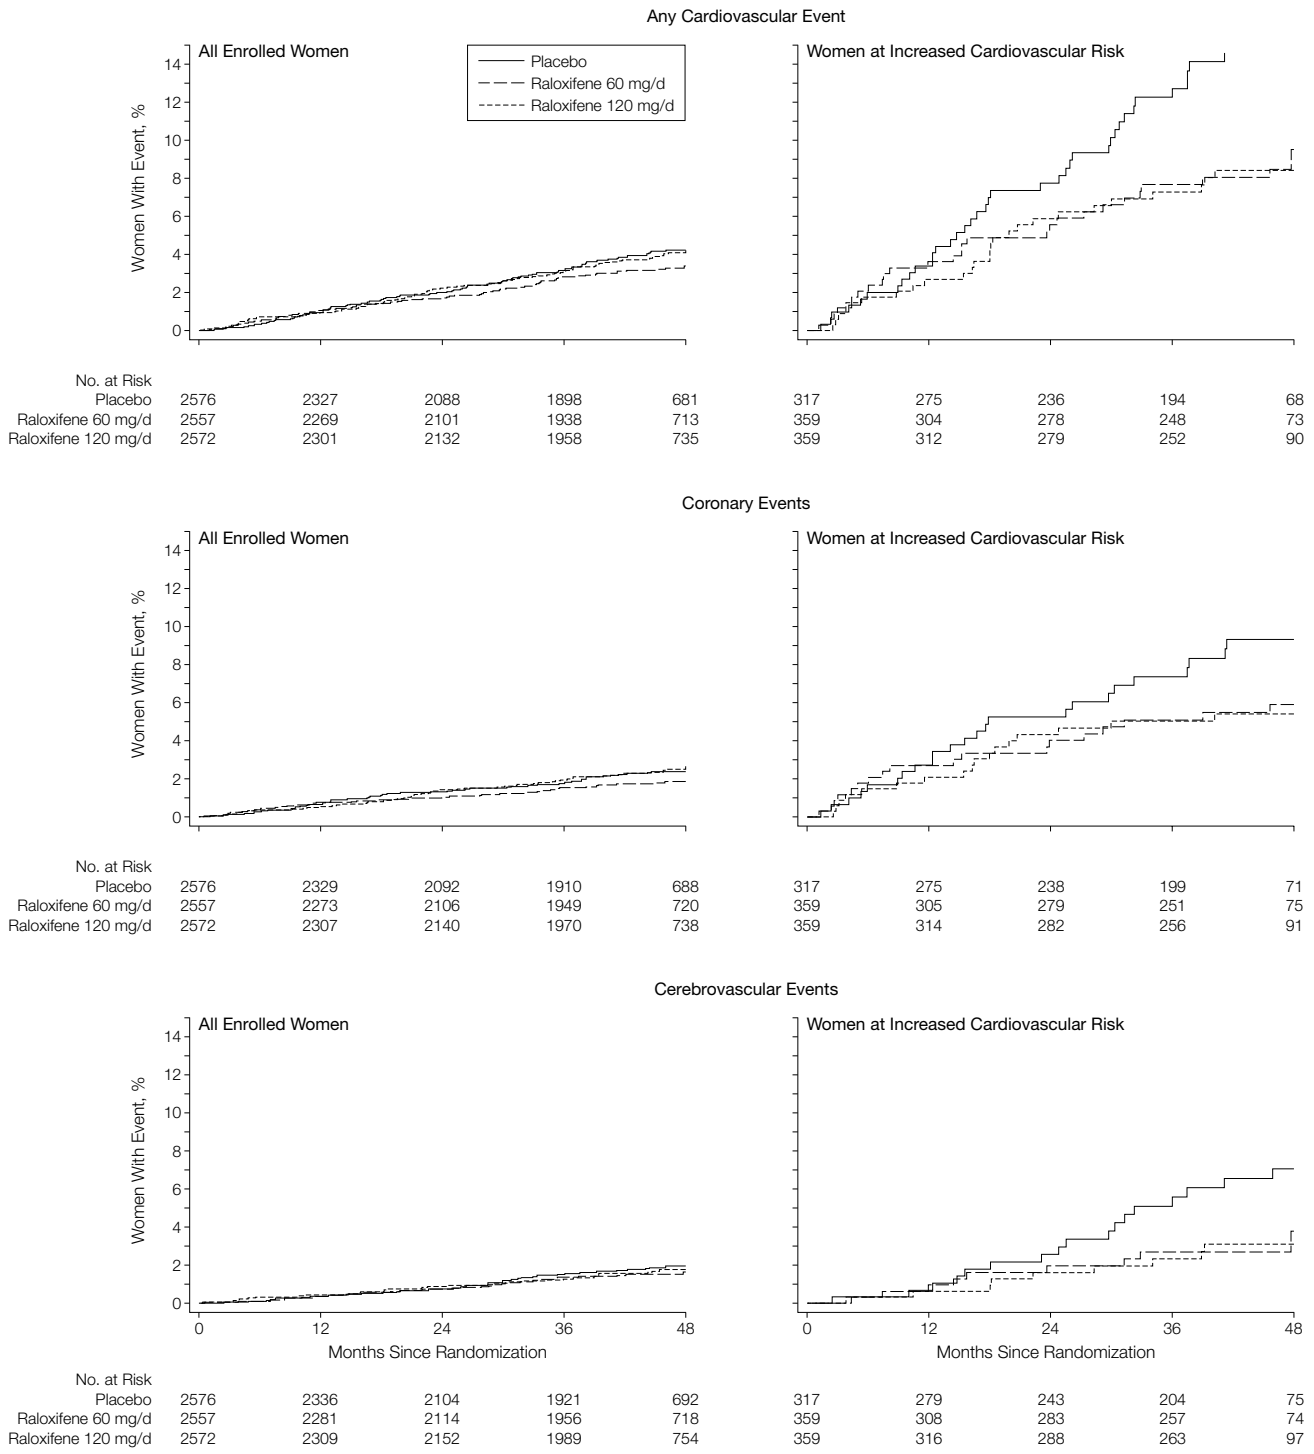 Any Cardiovascular Event
All Enrolled Women
Placebo
Raloxifene 60 mg/d
Raloxifene 120 mg/d
Women at Increased Cardiovascular Risk
Women With Event, %
14
12
10
8
6
4
2
0
No. at Risk
Placebo 2576 2327 2088 1898 681 317 275 236 194 68
Raloxifene 60 mg/d 2557 2269 2101 1938 713 359 304 278 248 73
Raloxifene 120 mg/d 2572 2301 2132 1958 735 359 312 279 252 90
Coronary Events
All Enrolled Women
Women at Increased Cardiovascular Risk
Women With Event, %
14
12
10
8
6
4
2
0
No. at Risk
Placebo 2576 2329 2092 1910 688 317 275 238 199 71
Raloxifene 60 mg/d 2557 2273 2106 1949 720 359 305 279 251 75
Raloxifene 120 mg/d 2572 2307 2140 1970 738 359 314 282 256 91
Cerebrovascular Events
All Enrolled Women
Women at Increased Cardiovascular Risk
Women With Event, %
14
12
10
8
6
4
2
0
0 12 24 36 48 0 12 24 36 48
Months Since Randomization Months Since Randomization
No. at Risk
Placebo 2576 2336 2104 1921 692 317 279 243 204 75
Raloxifene 60 mg/d 2557 2281 2114 1956 718 359 308 283 257 74
Raloxifene 120 mg/d 2572 2309 2152 1989 754 359 316 288 263 97